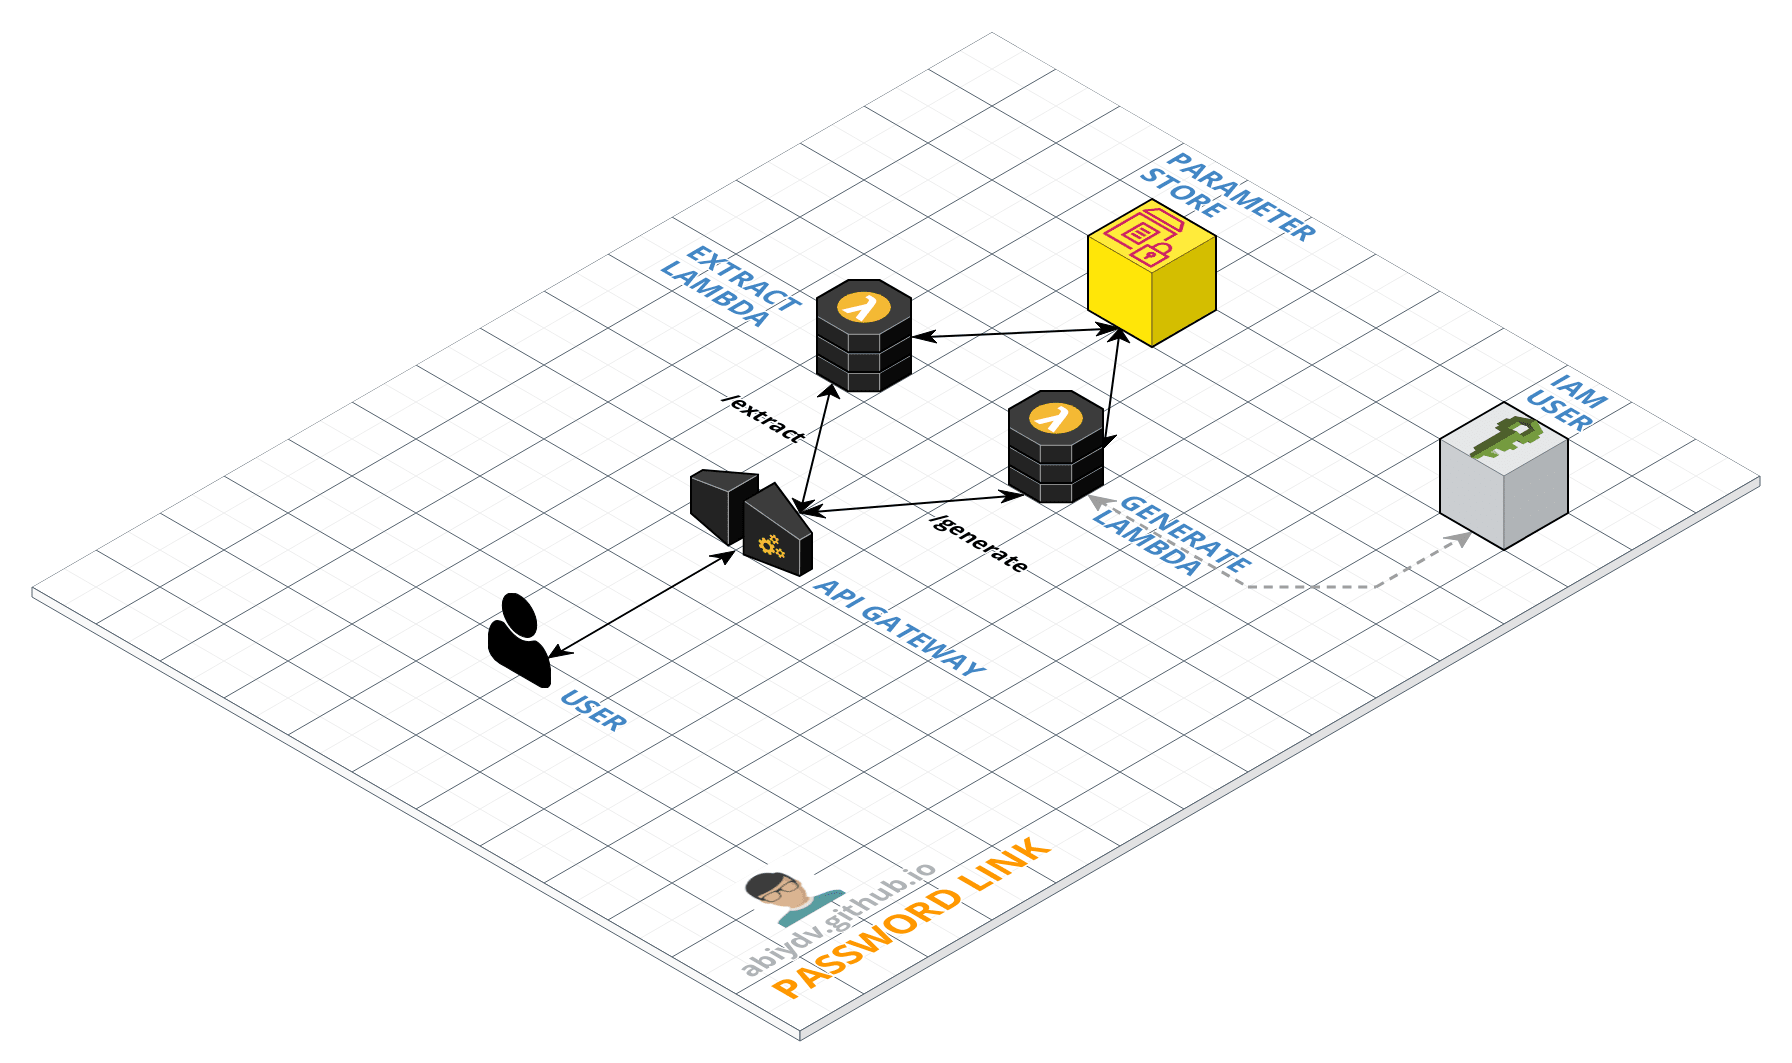 PARAMETER
STORE
EXTRACT
LAMBDA
IAM
USER
/extract
GENERATE
LAMBDA
/generate
API GATEWAY
USER
abiydv.github.io
PASSWORD LINK